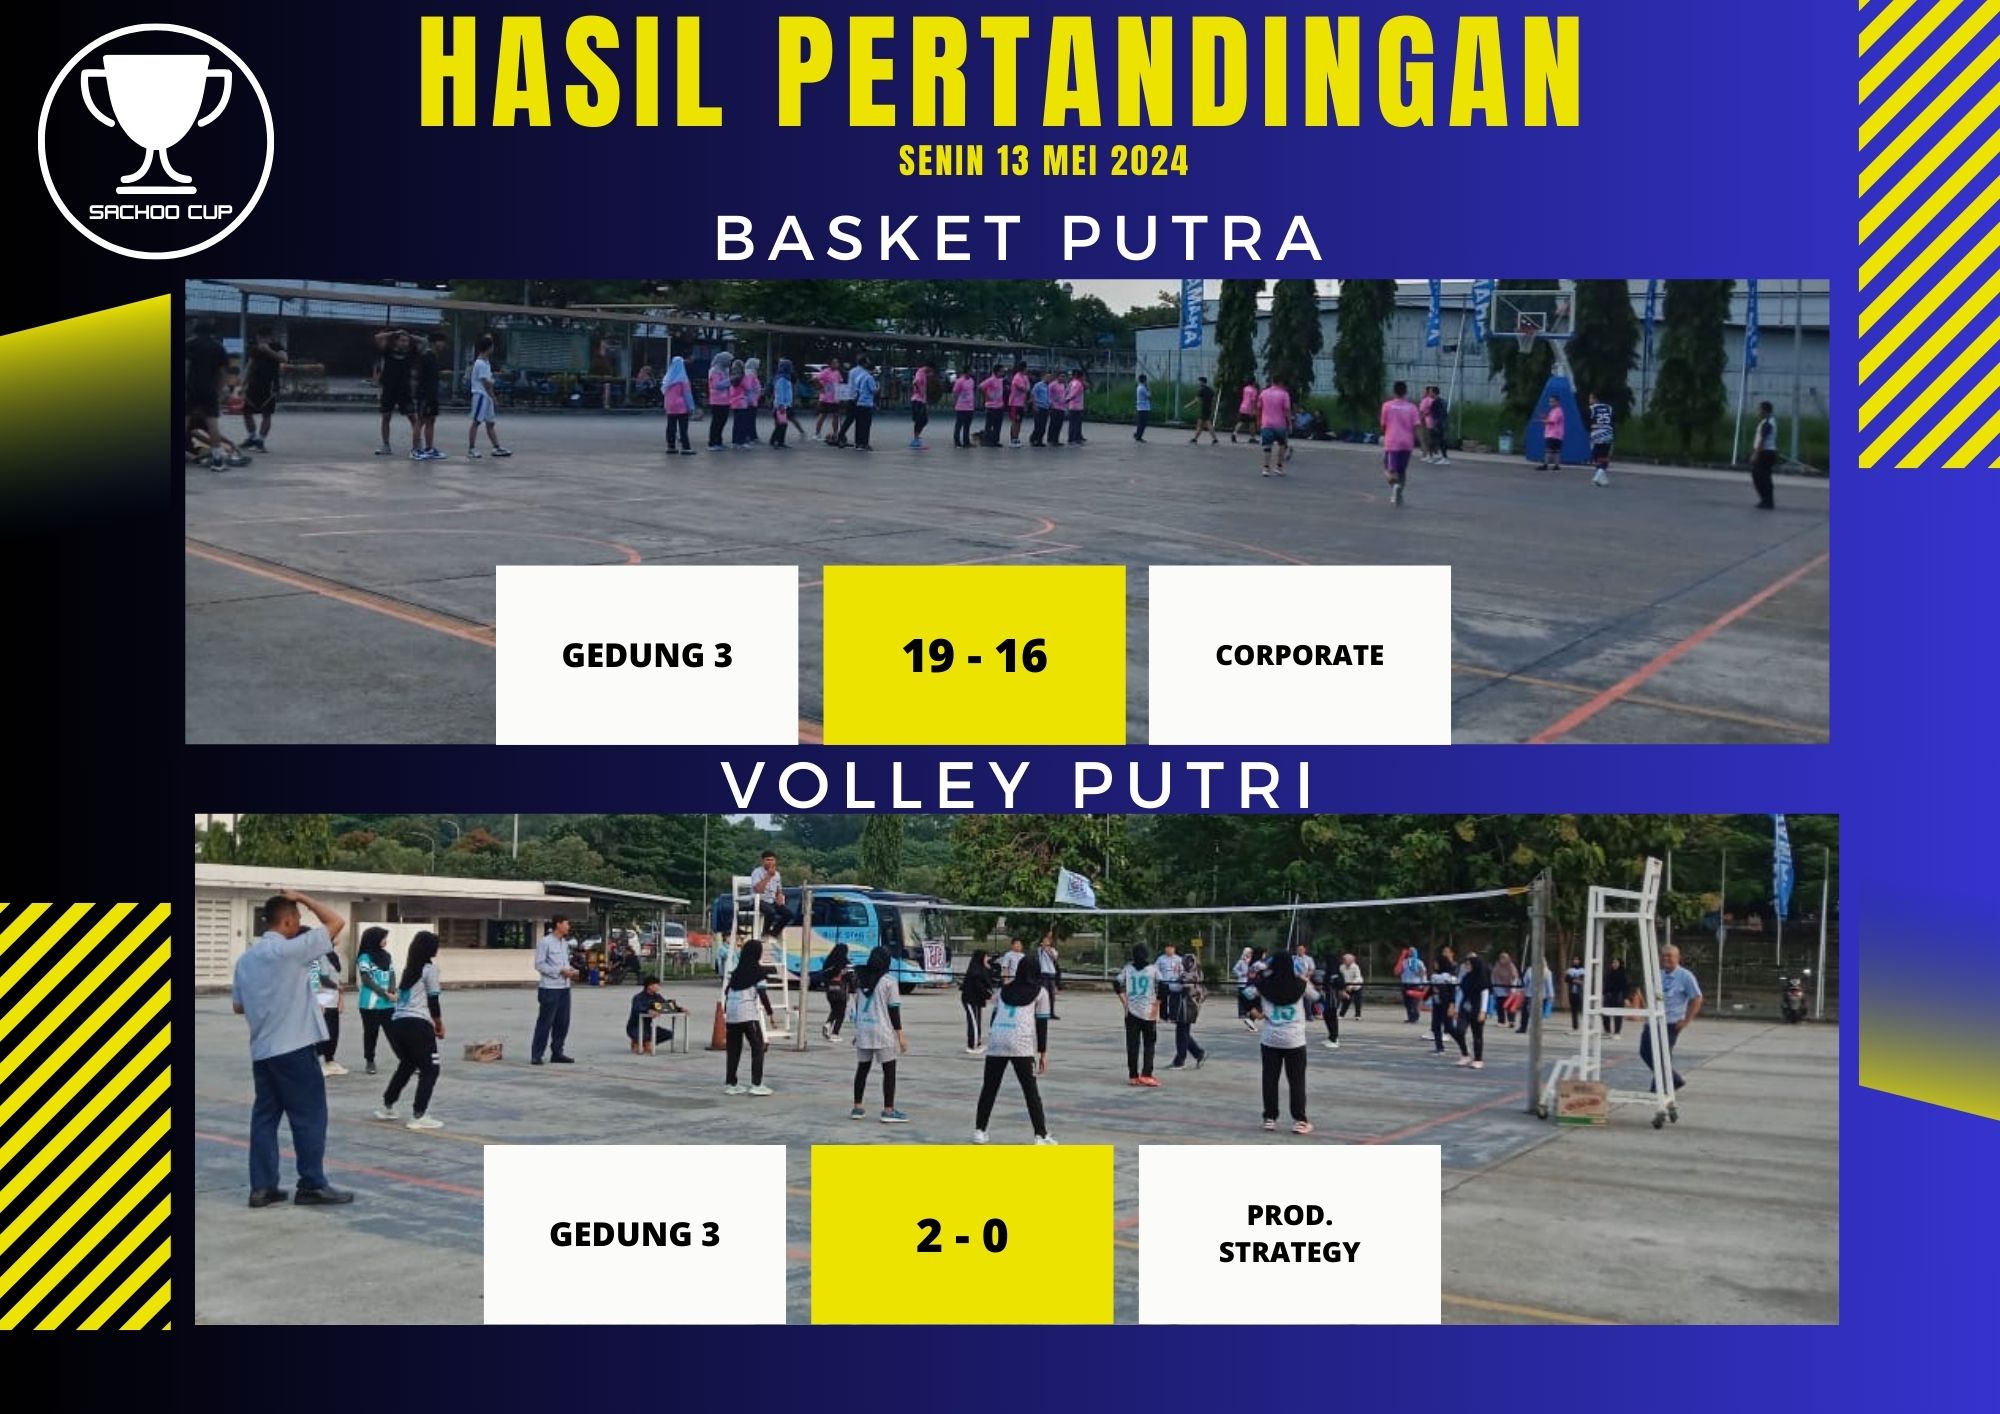 HASIL PERTANDINGAN
SENIN 13 MEI 2024
SACHOO CUP
BASKET PUTRA
GEDUNG 3
19 - 16
CORPORATE
VOLLEY PUTRI
19
GEDUNG 3
2 - 0
PROD.
STRATEGY